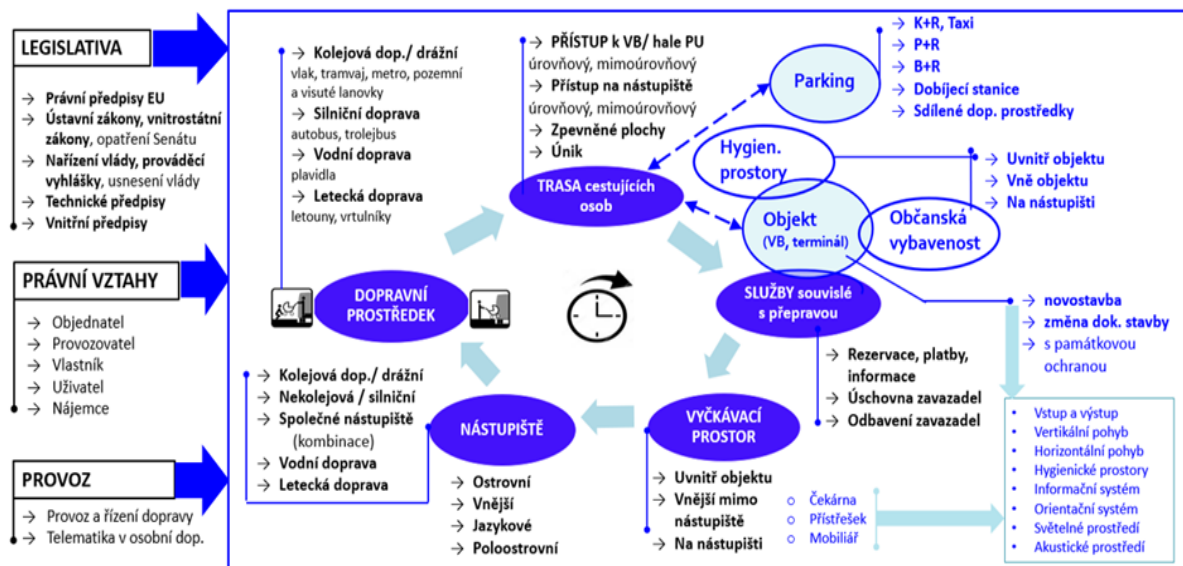 LEGISLATIVA
→ Právní předpisy EU
→ Ústavní zákony, vnitrostátní
zákony, opatření Senátu
→ Nařízení vlády, prováděcí
vyhlášky, usnesení vlády
→ Technické předpisy
→ Vnitřní předpisy
PRÁVNÍ VZTAHY
→ Objednatel
→ Provozovatel
→ Vlastník
→ Uživatel
→ Nájemce
PROVOZ
→ Provoz a řízení dopravy
→ Telematika v osobní dop.
→ Kolejová dop./ drážní
vlak, tramvaj, metro, pozemní
a visuté lanovky
→ Silniční doprava
autobus, trolejbus
→ Vodní doprava
plavidla
→ Letecká doprava
letouny, vrtulníky
→ PŘÍSTUP k VB/ hale PU
úrovňový, mimoúrovňový
→ Přístup na nástupiště
úrovňový, mimoúrovňový
→ Zpevněné plochy
→ Únik
TRASA cestujících
osob
Parking
→ K+R, Taxi
→ P+R
→ B+R
→ Dobíjecí stanice
→ Sdílené dop. prostředky
Hygien.
prostory
→ Uvnitř objektu
→ Vně objektu
→ Na nástupišti
Objekt
(VB, terminál)
Občanská
vybavenost
DOPRAVNÍ
PROSTŘEDEK
SLUŽBY souvislé
s přepravou
→ novostavba
→ změna dok. stavby
→ s památkovou
ochranou
→ Rezervace, platby,
informace
→ Úschovna zavazadel
→ Odbavení zavazadel
→ Kolejová dop./ drážní
→ Nekolejová / silniční
→ Společné nástupiště
(kombinace)
→ Vodní doprava
→ Letecká doprava
NÁSTUPIŠTĚ
→ Ostrovní
→ Vnější
→ Jazykové
→ Poloostrovní
VYČKÁVACÍ
PROSTOR
→ Uvnitř objektu
→ Vnější mimo
nástupiště
→ Na nástupišti
○ Čekárna
○ Přístřešek
○ Mobiliář
• Vstup a výstup
• Vertikální pohyb
• Horizontální pohyb
• Hygienické prostory
• Informační systém
• Orientační systém
• Světelné prostředí
• Akustické prostředí